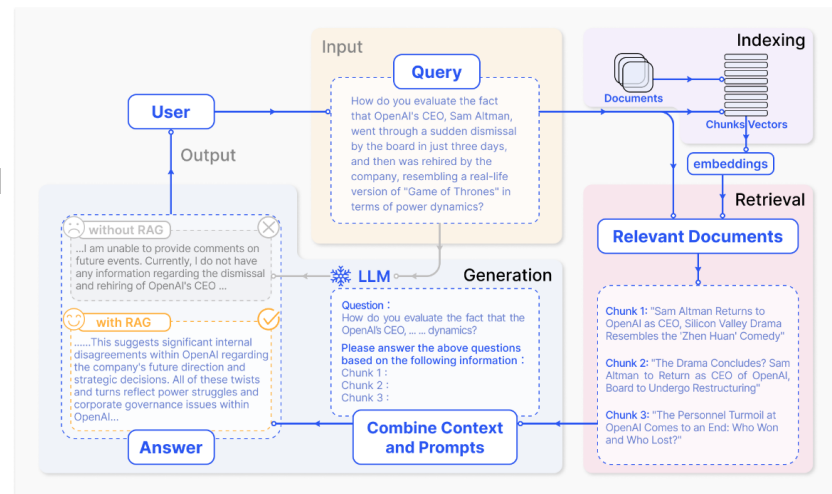 Input
Query
How do you evaluate the fact
that OpenAI's CEO, Sam Altman,
went through a sudden dismissal
by the board in just three days,
and then was rehired by the
company, resembling a real-life
version of "Game of Thrones" in
terms of power dynamics?
Indexing
Documents
Chunks
Vectors
embeddings
User
Output
Retrieval
Relevant Documents
Chunk 1: "Sam Altman Returns to
OpenAI as CEO, Silicon Valley Drama
Resembles the 'Zhen Huan' Comedy"
Chunk 2: "The Drama Concludes? Sam
Altman to Return as CEO of OpenAI,
Board to Undergo Restructuring"
Chunk 3: "The Personnel Turmoil at
OpenAI Comes to an End: Who Won
and Who Lost?"
LLM
Generation
Question :
How do you evaluate the fact that the
OpenAI's CEO, ... ... dynamics?
Please answer the above questions
based on the following information :
Chunk 1 :
Chunk 2 :
Chunk 3 :
Combine Context
and Prompts
without RAG
...I am unable to provide comments on
future events. Currently, I do not have
any information regarding the dismissal
and rehiring of OpenAI's CEO ...
with RAG
......This suggests significant internal
disagreements within OpenAI regarding
the company's future direction and
strategic decisions. All of these twists
and turns reflect power struggles and
corporate governance issues within
OpenAI...
Answer